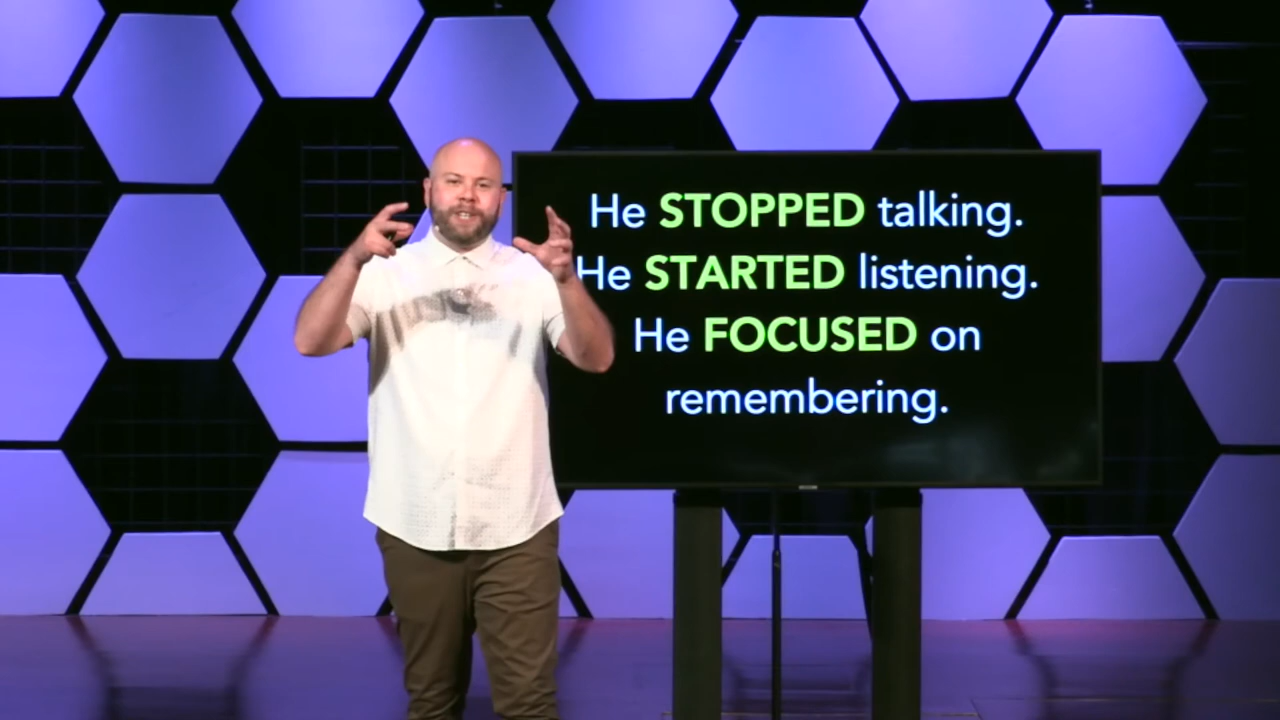 He STOPPED talking.
He STARTED listening.
He FOCUSED on
remembering.